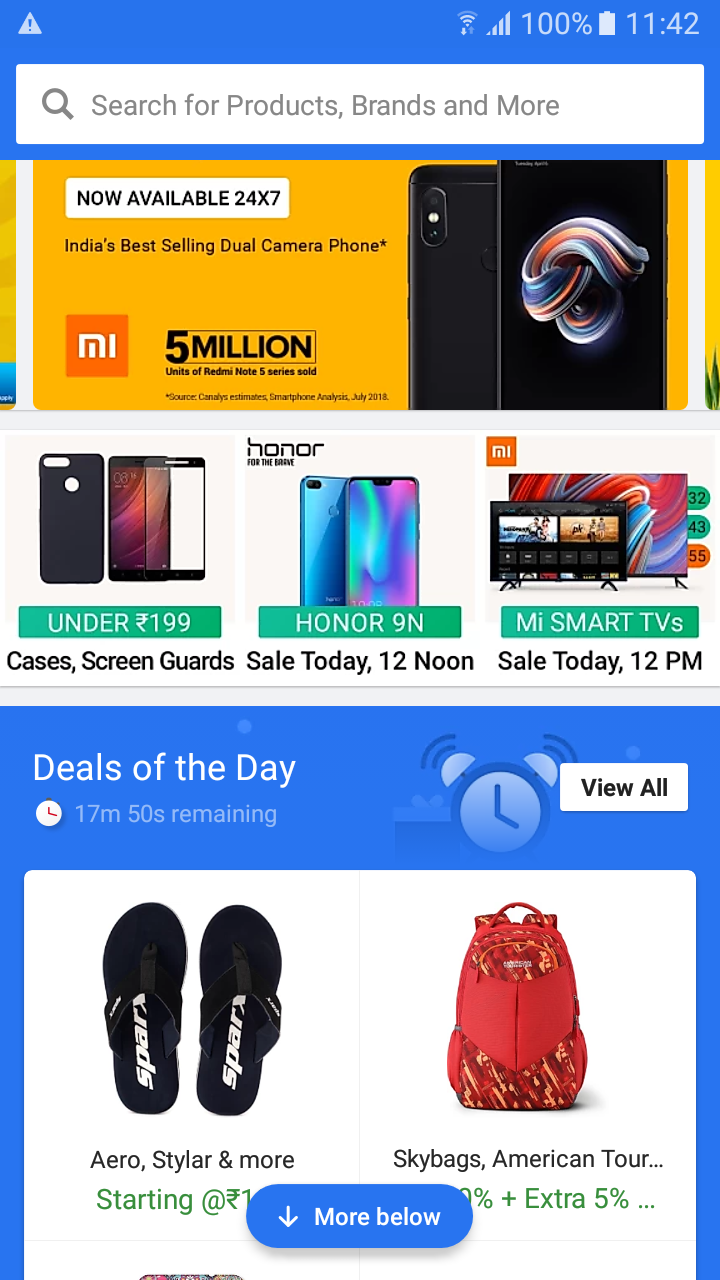 100% 11:42
Search for Products, Brands and More
NOW AVAILABLE 24X7
India's Best Selling Dual Camera Phone*
mi
5 MILLION
Units of Redmi Note 5 series sold
*Source: Canalys estimates, Smartphone Analysis, July 2018.
honor
FOR THE BRAVE
mi
32
43
55
UNDER ₹199
HONOR 9N
Mi SMART TVs
Cases, Screen Guards
Sale Today, 12 Noon
Sale Today, 12 PM
Deals of the Day
View All
17m 50s remaining
sparx
sparx
AMERICAN
TOURISTER
Aero, Stylar & more
Skybags, American Tour...
Starting @₹1
0% + Extra 5% ...
More below